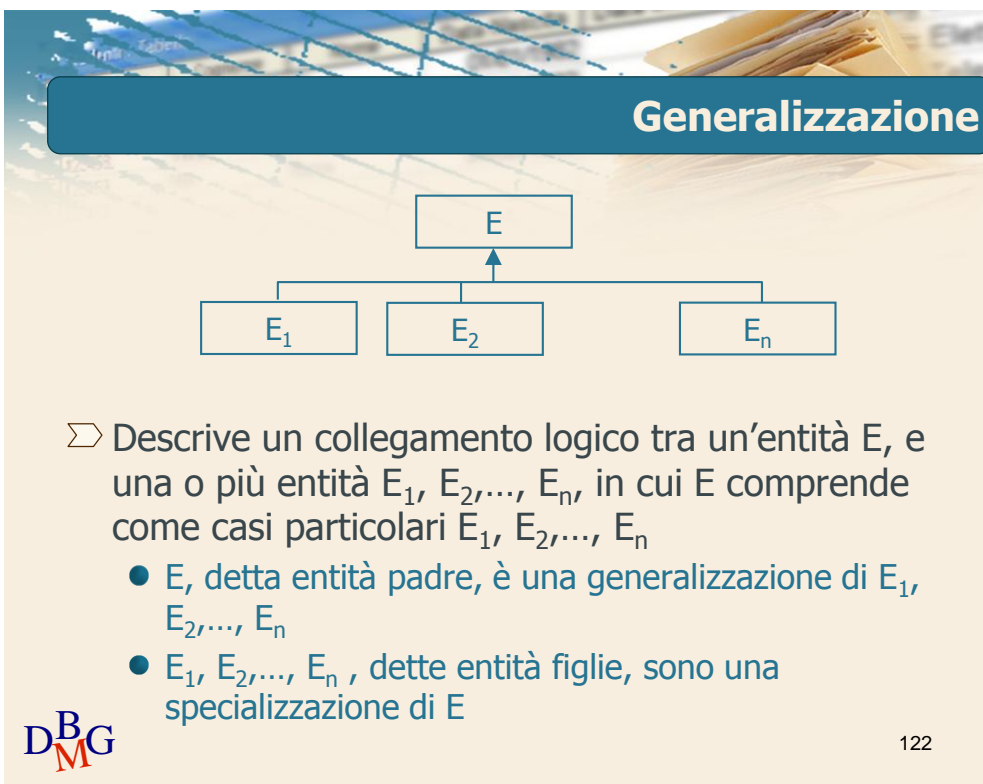 Generalizzazione
E
E₁ E₂ Eₙ
Descrive un collegamento logico tra un’entità E, e
una o più entità E₁, E₂,…, Eₙ, in cui E comprende
come casi particolari E₁, E₂,…, Eₙ
E, detta entità padre, è una generalizzazione di E₁,
E₂,…, Eₙ
E₁, E₂,…, Eₙ , dette entità figlie, sono una
specializzazione di E
DBMG
122